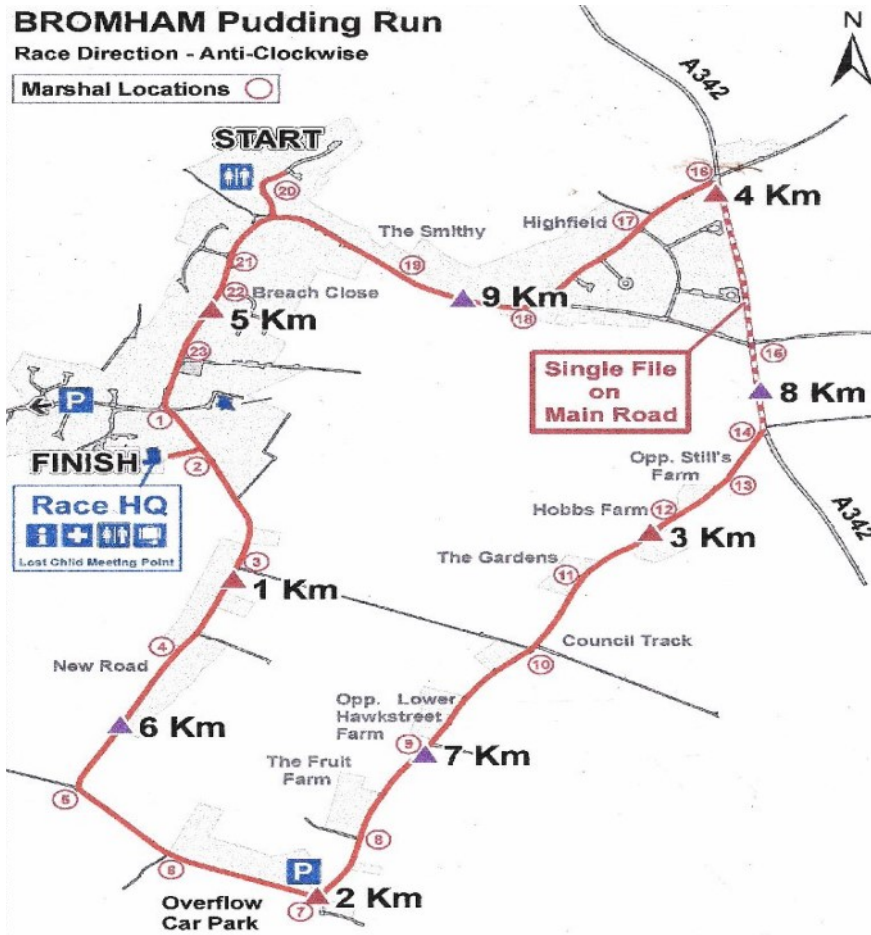 BROMHAM Pudding Run
Race Direction - Anti-Clockwise
Marshal Locations
N
A342
START
20
16
4 Km
Highfield
17
The Smithy
19
21
22
Breach Close
9 Km
18
5 Km
23
15
Single File
on
Main Road
8 Km
P
1
14
FINISH
2
Opp. Still's
Farm
13
Race HQ
i
Lost Child Meeting Point
Hobbs Farm
12
A342
3 Km
The Gardens
11
3
1 Km
4
New Road
Council Track
10
Opp. Lower
Hawkstreet
Farm
9
7 Km
6 Km
The Fruit
Farm
5
8
6
P
Overflow
Car Park
7
2 Km